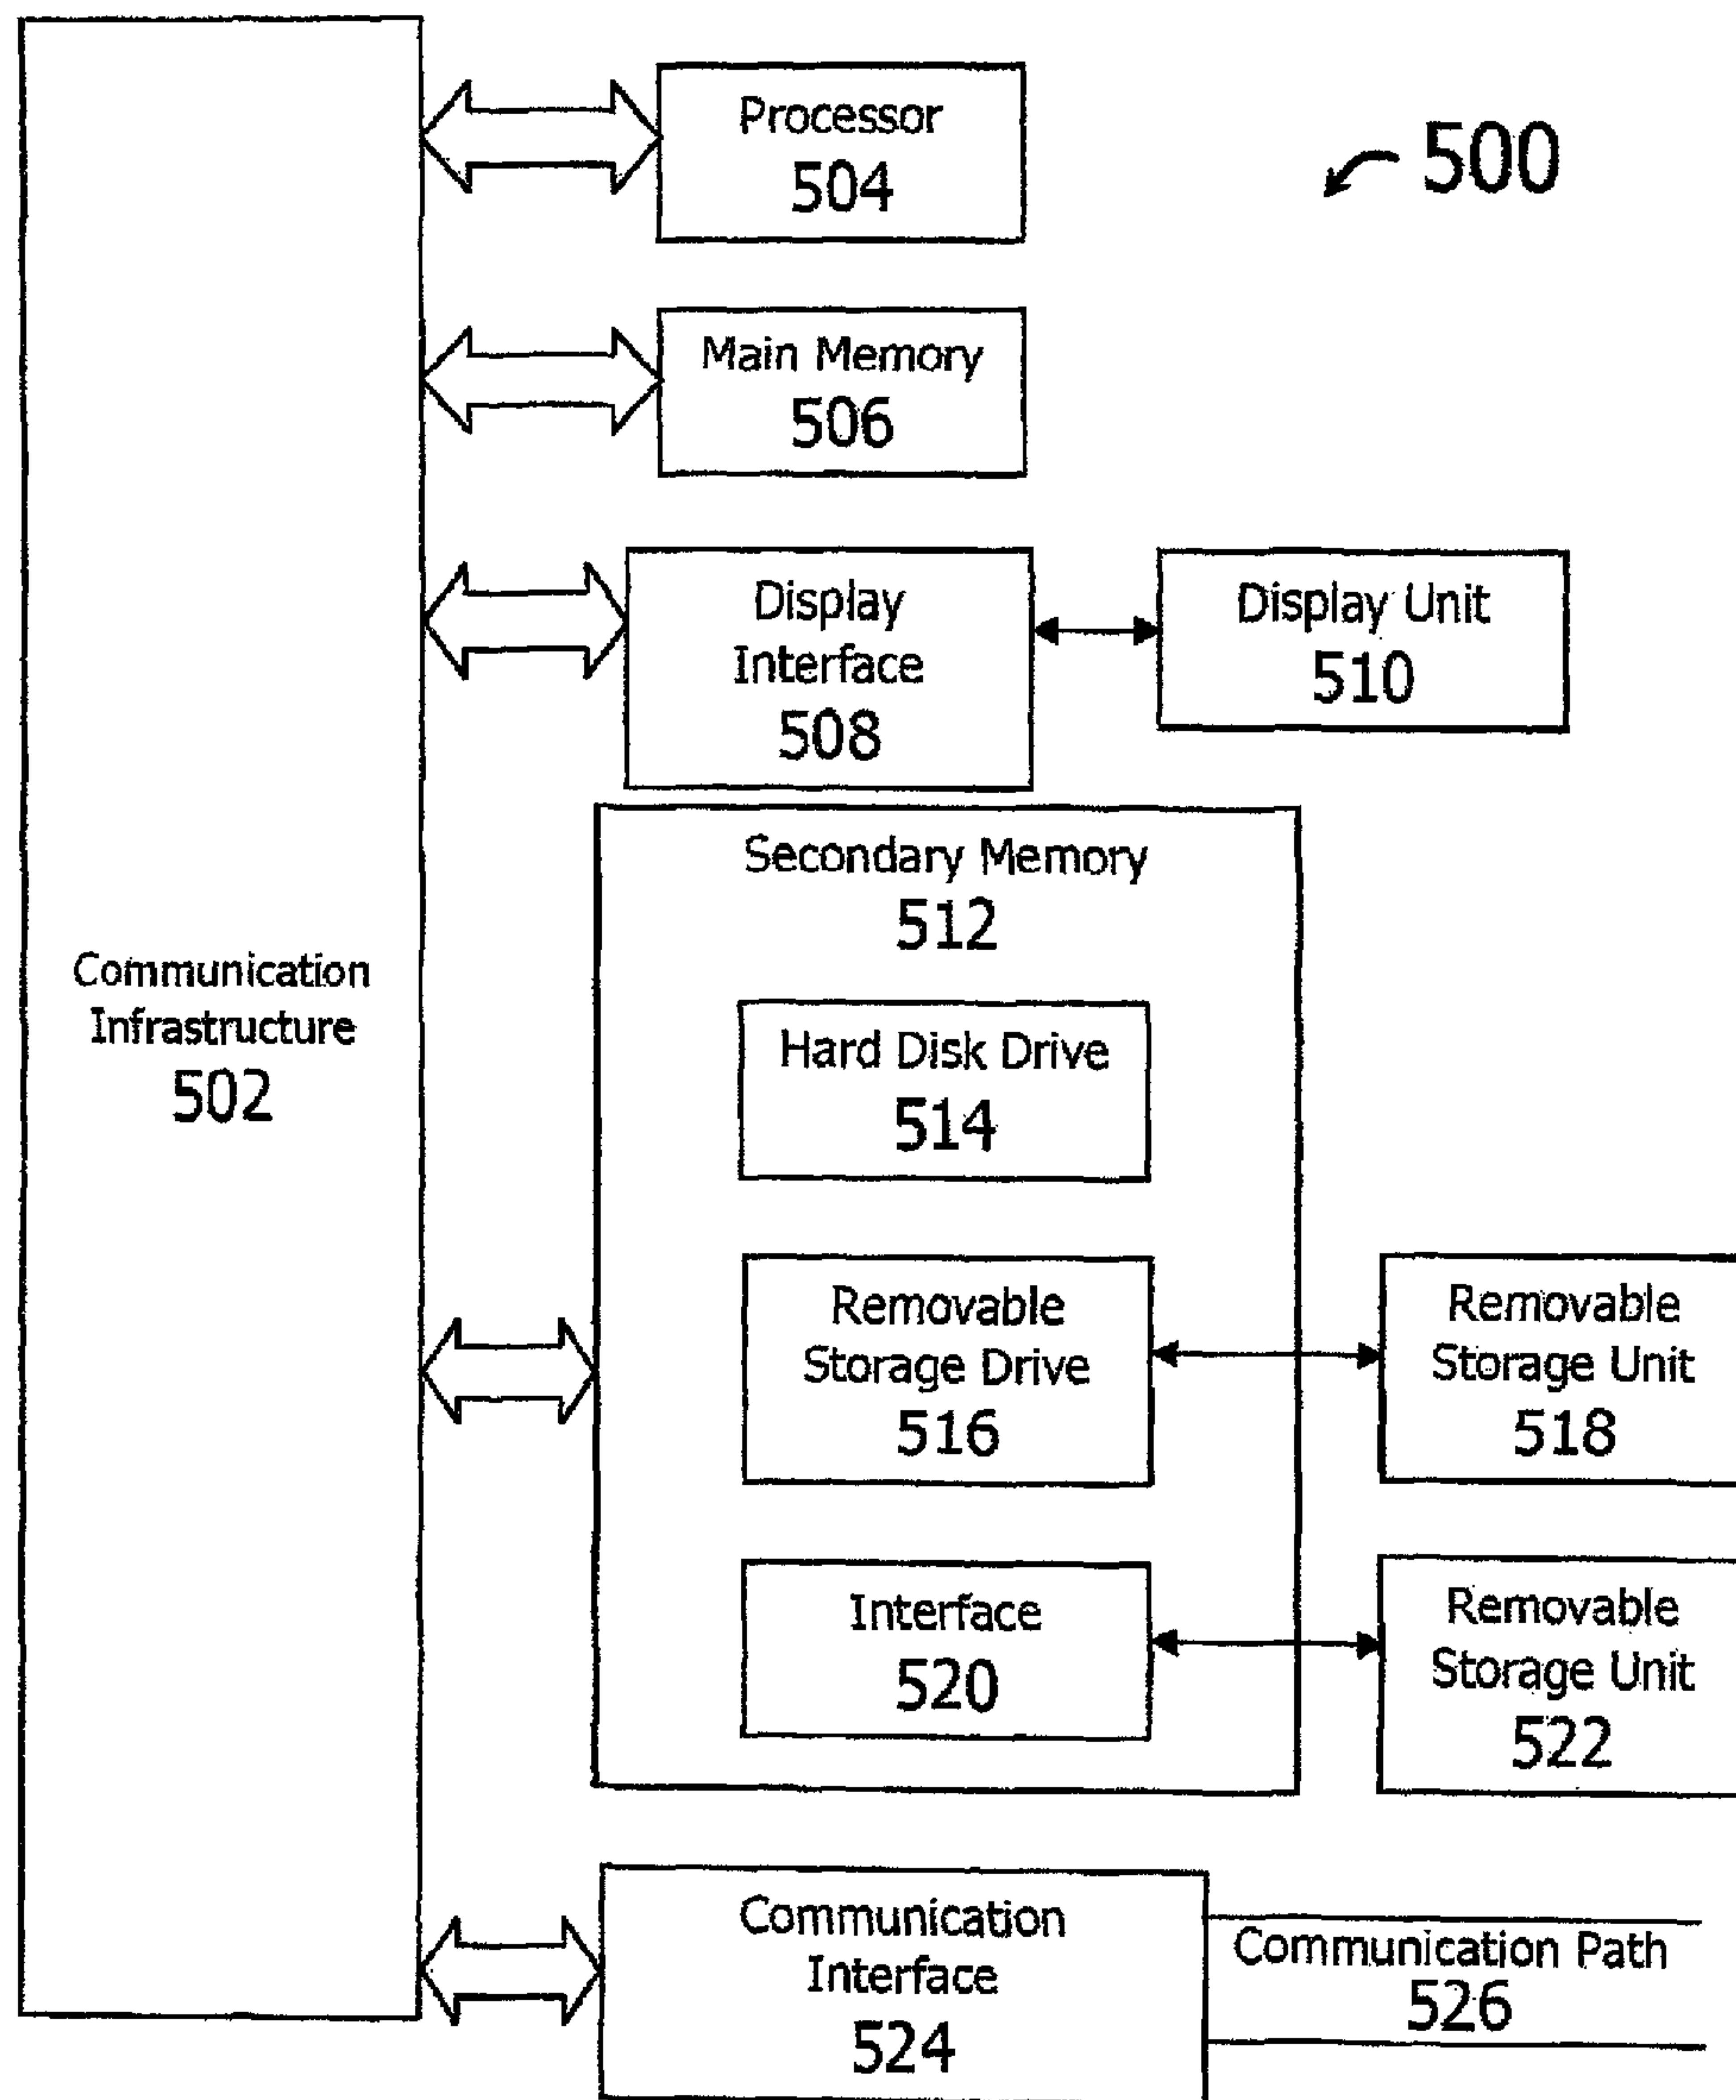 Processor
504
500
Main Memory
506
Display
Interface
508
Display Unit
510
Secondary Memory
512
Communication
Infrastructure
502
Hard Disk Drive
514
Removable
Storage Drive
516
Removable
Storage Unit
518
Interface
520
Removable
Storage Unit
522
Communication
Interface
524
Communication Path
526